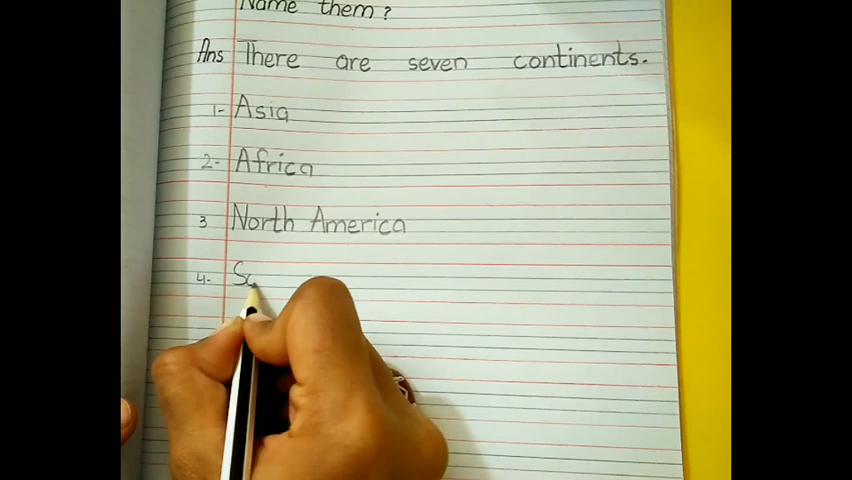 Name them?
Ans There are seven continents.
1- Asia
2- Africa
3 North America
4-